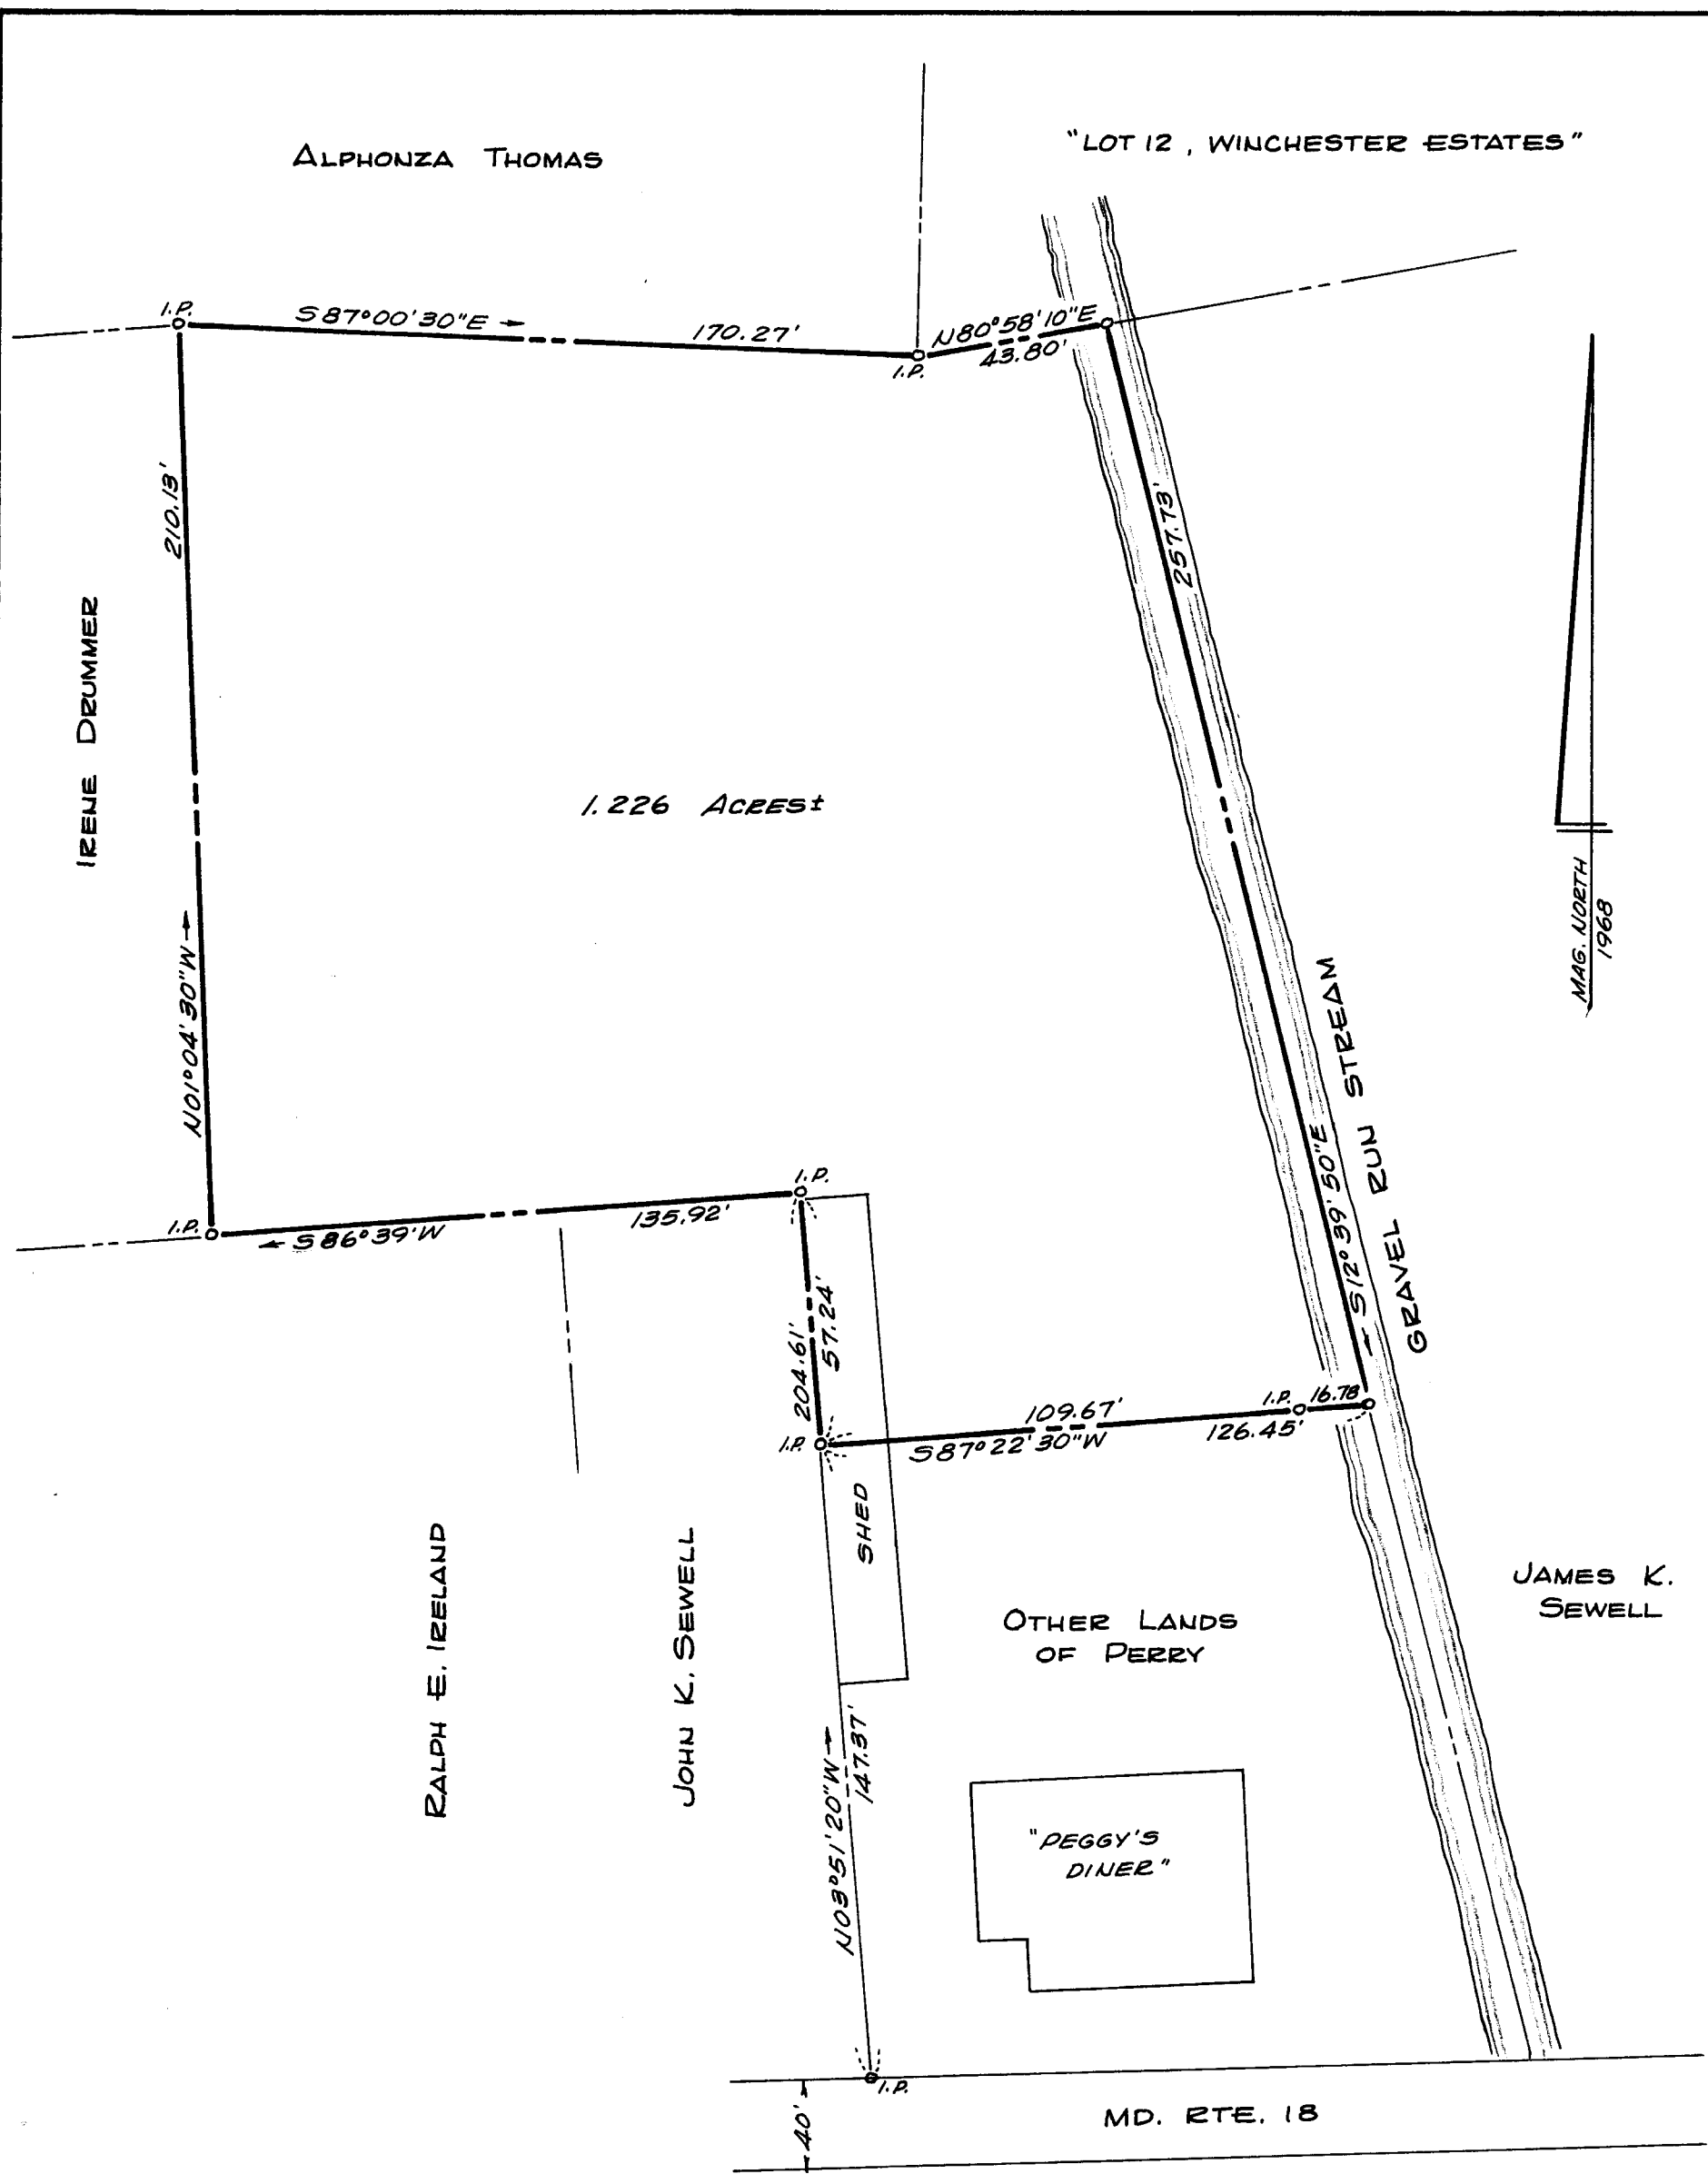 ALPHONZA THOMAS
"LOT 12, WINCHESTER ESTATES"
I.P.
S87°00'30"E
170.27'
I.P.
N80°58'10"E
43.80'
210.13'
257.73'
IRENE DRUMMER
1.226 ACRES±
MAG. NORTH
1968
N01°04'30"W
GRAVEL RUN STREAM
S12°39'50"E
I.P.
I.P.
S86°39'W
135.92'
204.61'
57.24'
I.P.
109.67'
I.P.
16.78
S87°22'30"W
126.45'
SHED
RALPH E. IRELAND
JOHN K. SEWELL
OTHER LANDS
OF PERRY
JAMES K.
SEWELL
N03°51'20"W
147.37'
"PEGGY'S
DINER"
I.P.
40'
MD. RTE. 18